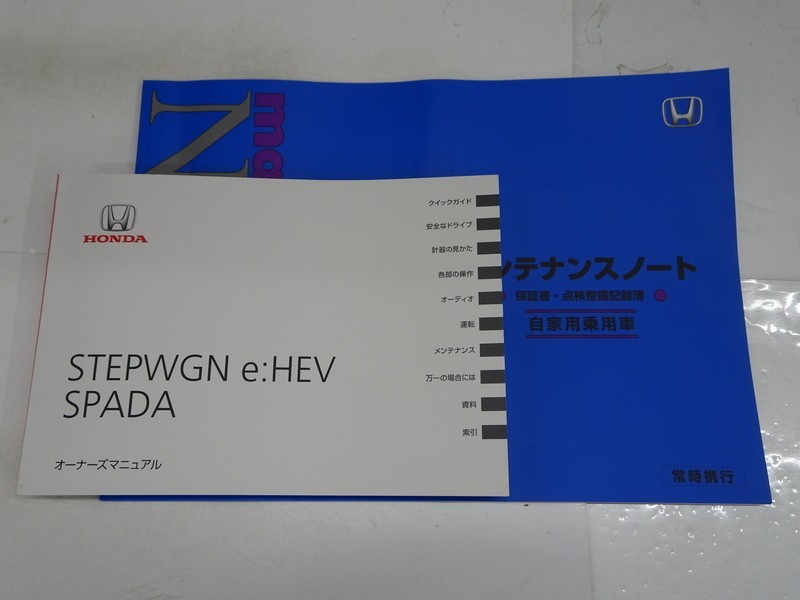 HONDA
STEPWGN e:HEV
SPADA
オーナーズマニュアル
クイックガイド
安全なドライブ
計器の見かた
各部の操作
オーディオ
運転
メンテナンス
万一の場合には
資料
索引
N
ma
ンテナンスノート
保証書・点検整備記録簿
自家用乗用車
常時携行